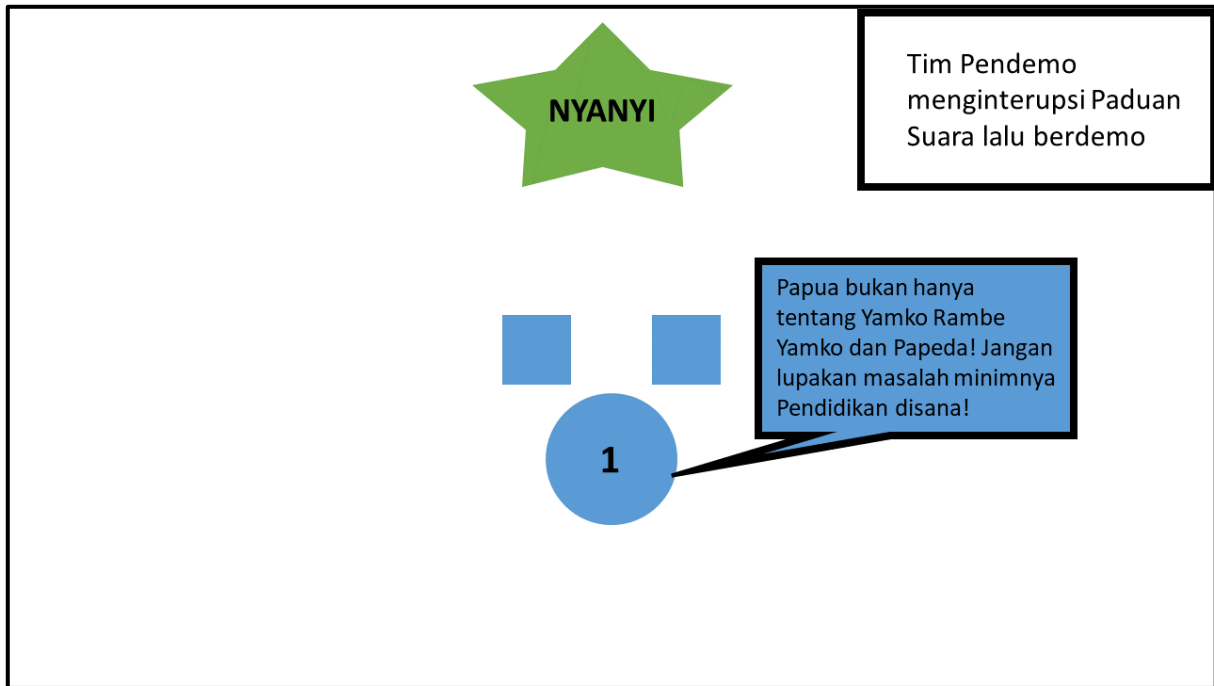 NYANYI
Tim Pendemo
menginterupsi Paduan
Suara lalu berdemo
Papua bukan hanya
tentang Yamko Rambe
Yamko dan Papeda! Jangan
lupakan masalah minimnya
Pendidikan disana!
1